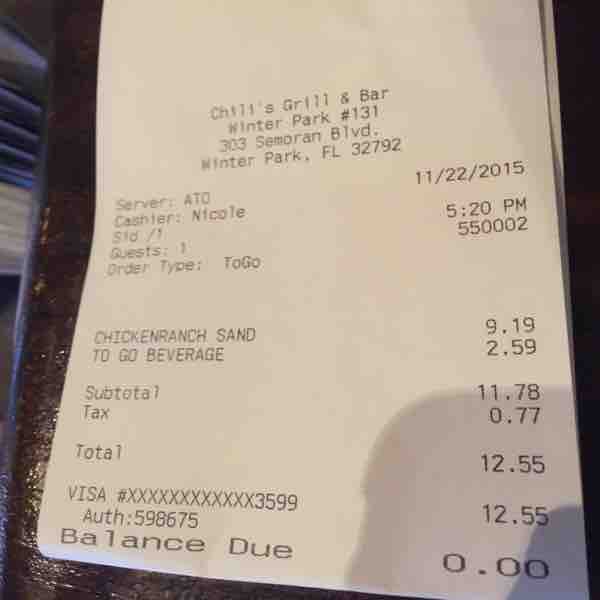 Chili's Grill & Bar
Winter Park #131
303 Semoran Blvd.
Winter Park, FL 32792
11/22/2015
Server: ATO
5:20 PM
Cashier: Nicole
550002
Sld /1
Guests: 1
Order Type: ToGo
CHICKENRANCH SAND 9.19
TO GO BEVERAGE 2.59
Subtotal 11.78
Tax 0.77
Total 12.55
VISA #XXXXXXXXXXXX3599 12.55
Auth:598675
Balance Due 0.00